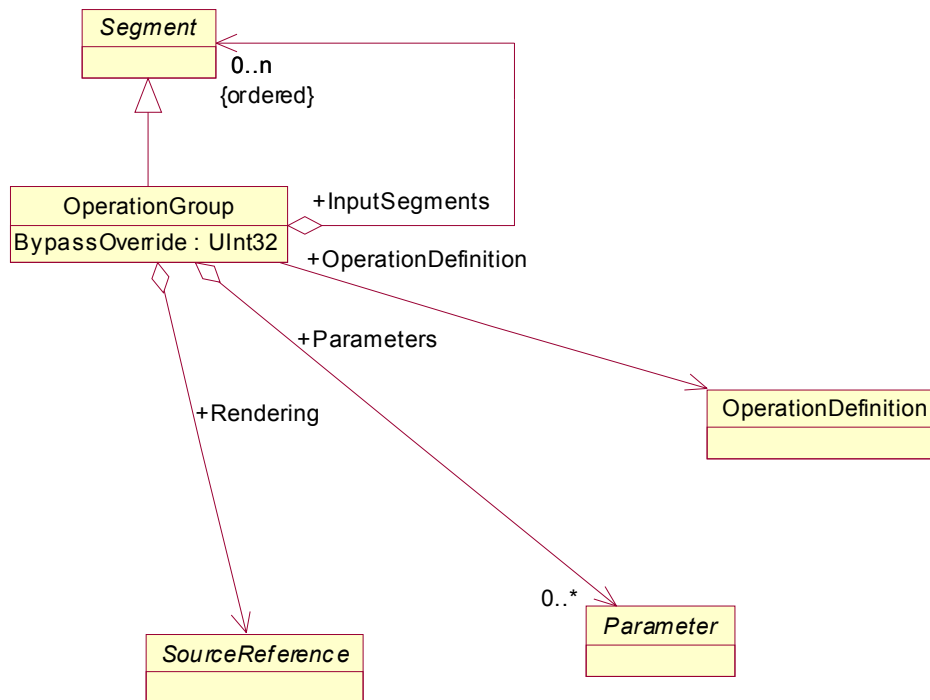 Segment
0..n
{ordered}
OperationGroup
BypassOverride : UInt32
+InputSegments
+OperationDefinition
+Parameters
+Rendering
OperationDefinition
0..*
Parameter
SourceReference